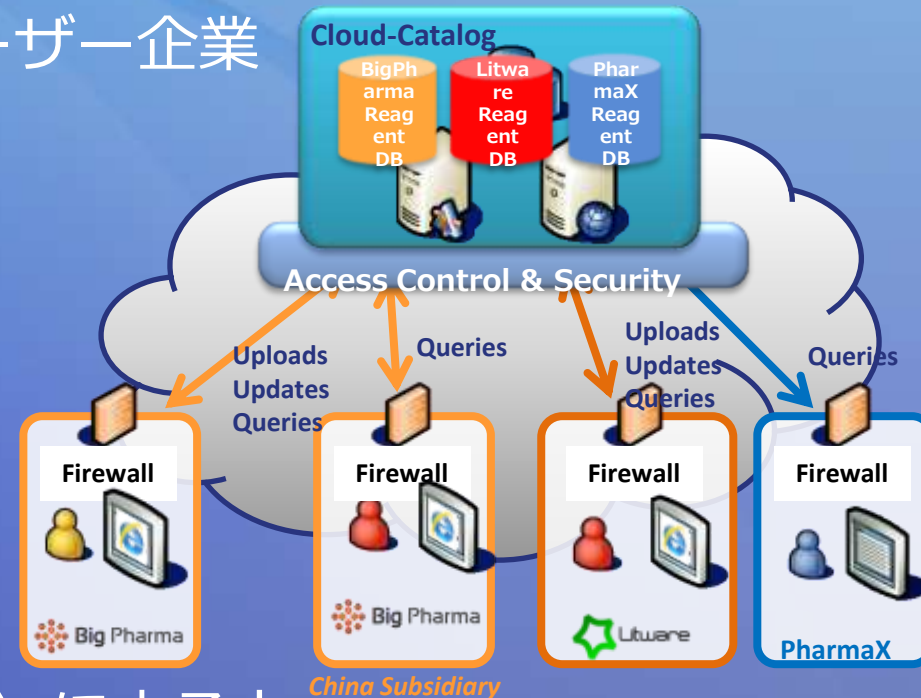 ーザー企業
Cloud-Catalog
BigPh
arma
Reag
ent
DB
Litwa
re
Reag
ent
DB
Phar
maX
Reag
ent
DB
Access Control & Security
Uploads
Updates
Queries
Queries
Uploads
Updates
Queries
Queries
Firewall
Firewall
Firewall
Firewall
Big Pharma
Big Pharma
Litware
PharmaX
China Subsidiary